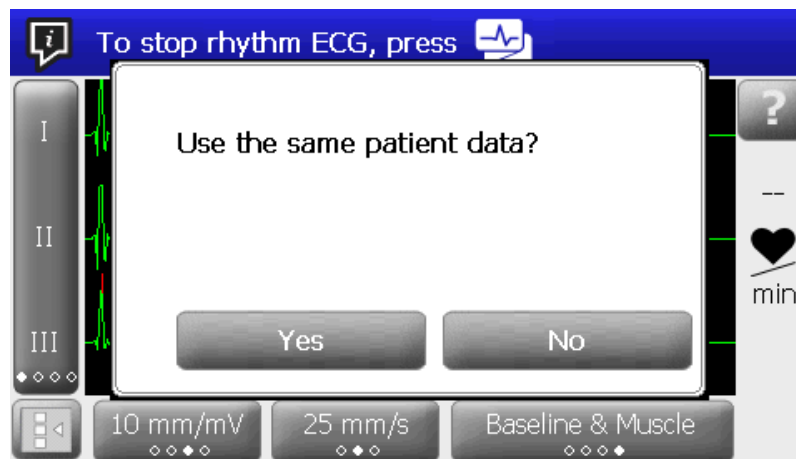 To stop rhythm ECG, press
Use the same patient data?
I
II
III
Yes
No
?
--
min
10 mm/mV
25 mm/s
Baseline & Muscle